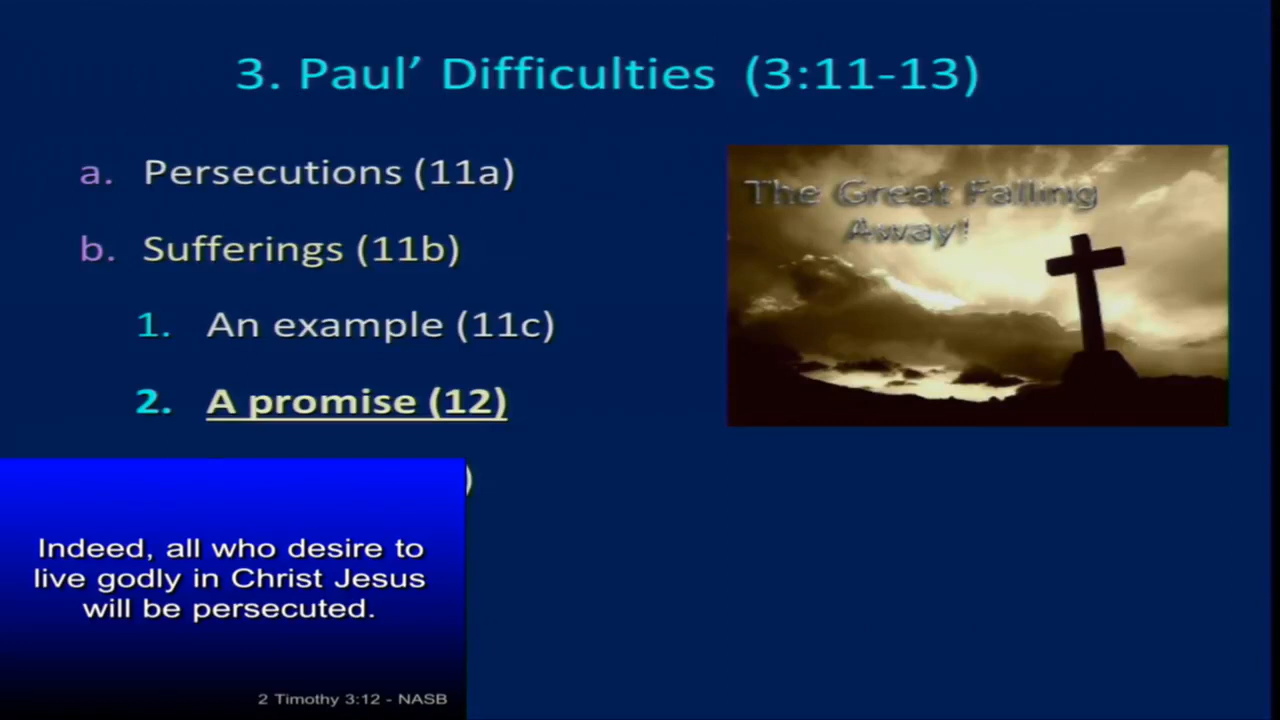 3. Paul’ Difficulties (3:11-13)
a. Persecutions (11a)
b. Sufferings (11b)
1. An example (11c)
2. A promise (12)
)
The Great Falling
Away!
Indeed, all who desire to
live godly in Christ Jesus
will be persecuted.
2 Timothy 3:12 - NASB